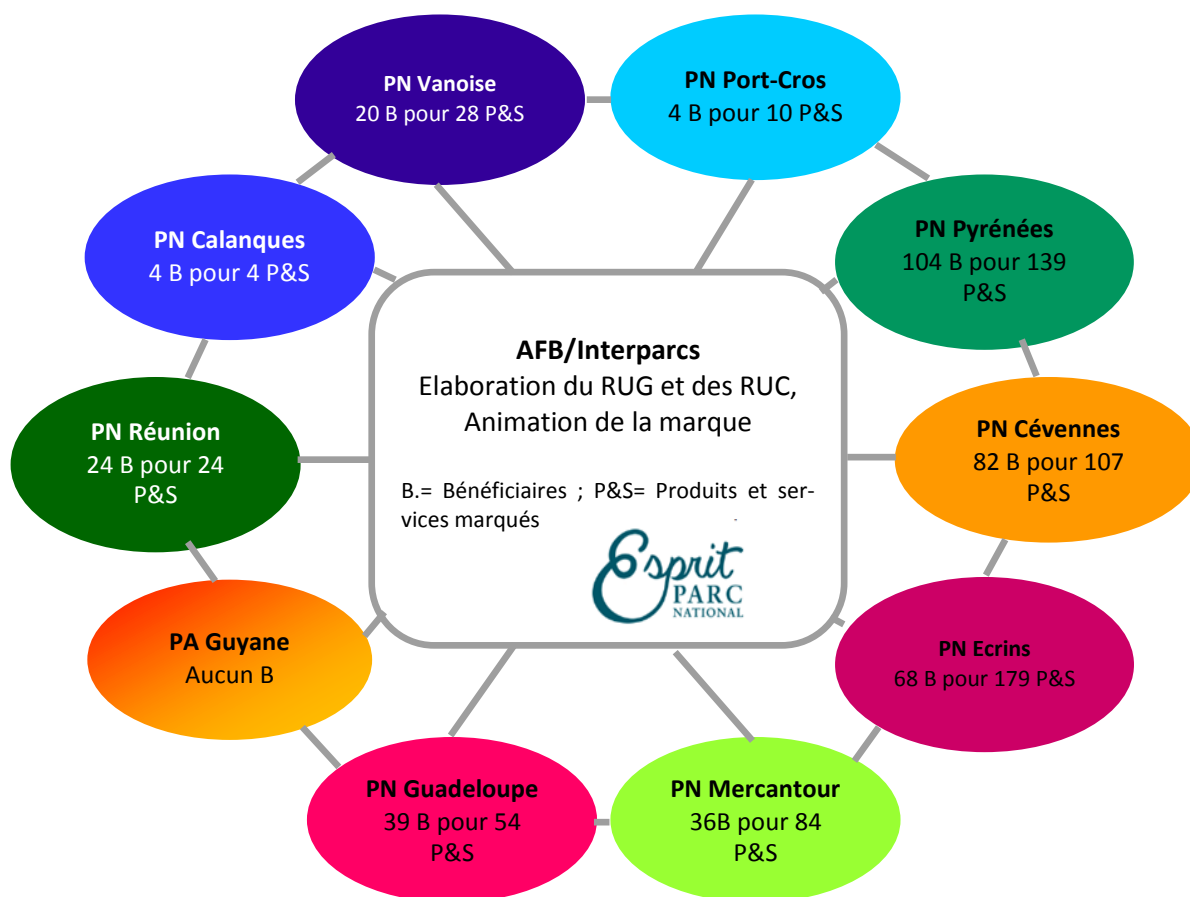 PN Vanoise
20 B pour 28 P&S
PN Port-Cros
4 B pour 10 P&S
PN Calanques
4 B pour 4 P&S
PN Pyrénées
104 B pour 139
P&S
AFB/Interparcs
Elaboration du RUG et des RUC,
Animation de la marque
B.= Bénéficiaires ; P&S= Produits et ser-
vices marqués
Esprit
PARC
NATIONAL
PN Réunion
24 B pour 24
P&S
PN Cévennes
82 B pour 107
P&S
PA Guyane
Aucun B
PN Ecrins
68 B pour 179 P&S
PN Guadeloupe
39 B pour 54
P&S
PN Mercantour
36B pour 84
P&S